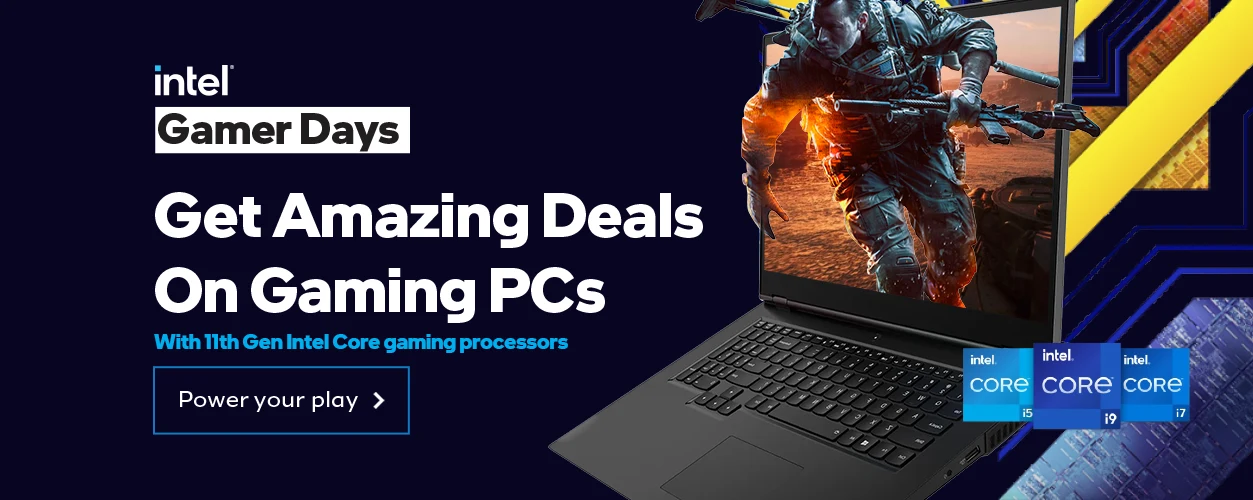 intel
Gamer Days
Get Amazing Deals
On Gaming PCs
With 11th Gen Intel Core gaming processors
Power your play
intel. CORE i5
intel. CORE i9
intel. CORE i7